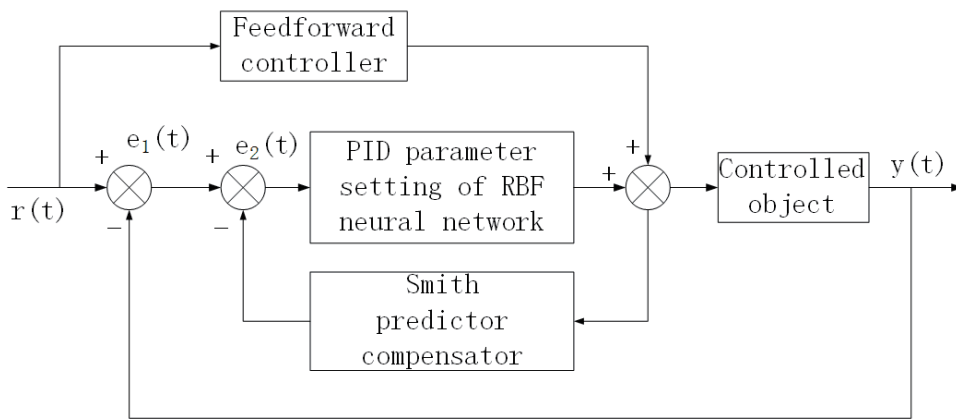 Feedforward
controller
e₁(t)
e₂(t)
+
+
PID parameter
setting of RBF
neural network
+
+
Controlled
object
y(t)
r(t)
−
−
Smith
predictor
compensator